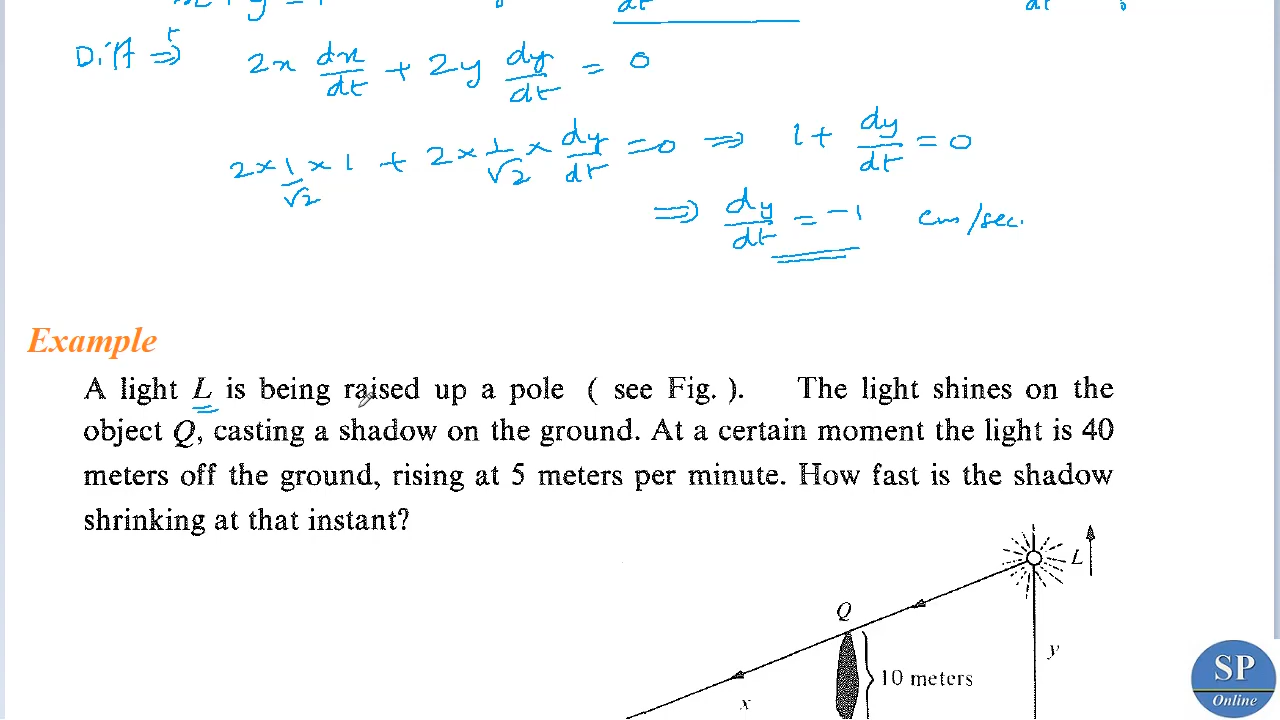 Diff t ⇒ 2x dx/dt + 2y dy/dt = 0
2 × 1/√2 × 1 + 2 × 1/√2 × dy/dt = 0 ⇒ 1 + dy/dt = 0
⇒ dy/dt = -1 cm/sec.
Example
A light L is being raised up a pole ( see Fig. ). The light shines on the
object Q, casting a shadow on the ground. At a certain moment the light is 40
meters off the ground, rising at 5 meters per minute. How fast is the shadow
shrinking at that instant?
L
Q
y
10 meters
x
SP
Online